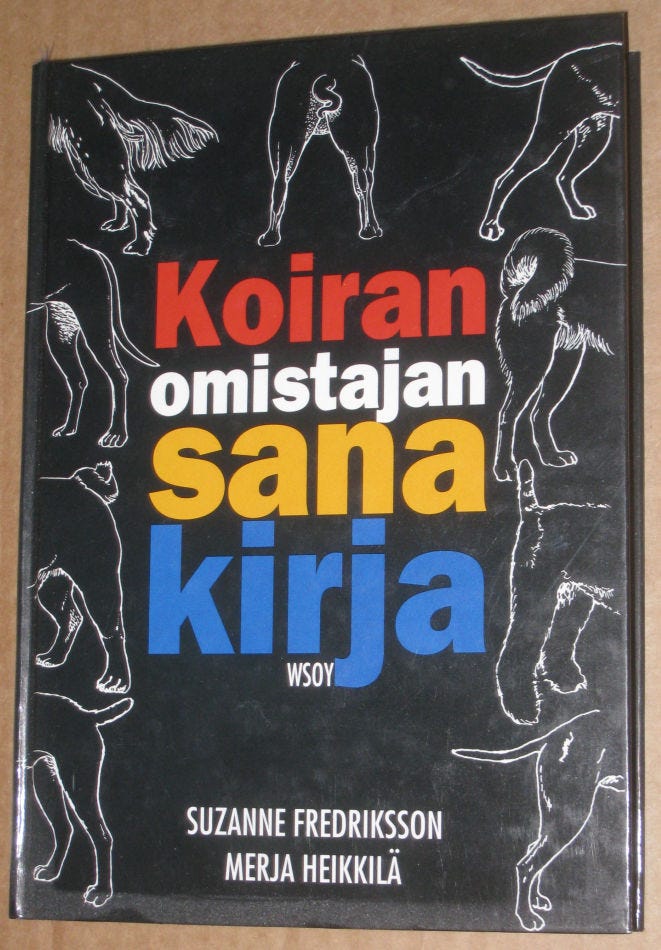 Koiran
omistajan
sana
kirja
WSOY
SUZANNE FREDRIKSSON
MERJA HEIKKILÄ